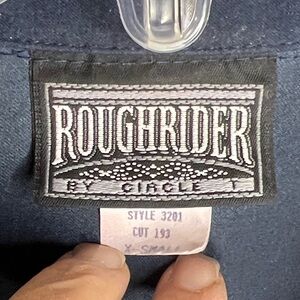 ROUGHRIDER
BY CIRCLE T
STYLE 3201
CUT 193
X-SMALL